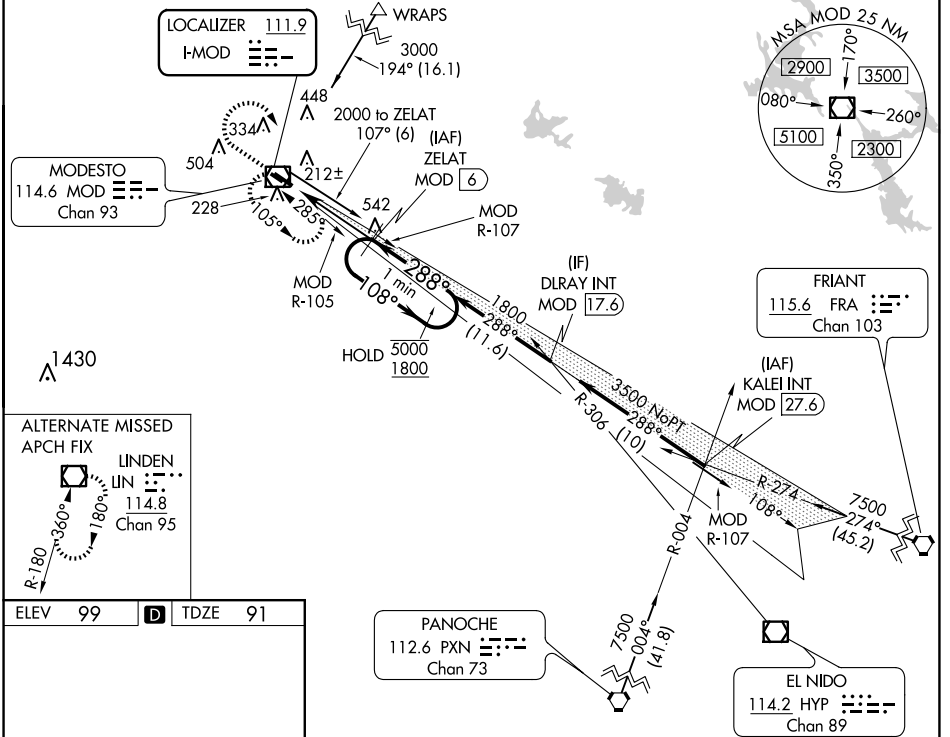 LOCALIZER 111.9
I-MOD
WRAPS
3000
194° (16.1)
MSA MOD 25 NM
170°
2900
3500
080°
260°
5100
2300
350°
448
334
504
212±
228
542
2000 to ZELAT
107° (6)
(IAF)
ZELAT
MOD 6
MODESTO
114.6 MOD
Chan 93
105°
285°
MOD
R-105
MOD
R-107
288°
1 min
108°
HOLD 5000
1800
1800
288°
(11.6)
(IF)
DLRAY INT
MOD 17.6
FRIANT
115.6 FRA
Chan 103
(IAF)
KALEI INT
MOD 27.6
3500 NoPT
288°
(10)
R-306
R-274
7500
274°
(45.2)
108°
MOD
R-107
R-004
7500
004°
(41.8)
1430
ALTERNATE MISSED
APCH FIX
LINDEN
LIN
114.8
Chan 95
360°
180°
R-180
ELEV 99 D TDZE 91
PANOCHE
112.6 PXN
Chan 73
EL NIDO
114.2 HYP
Chan 89